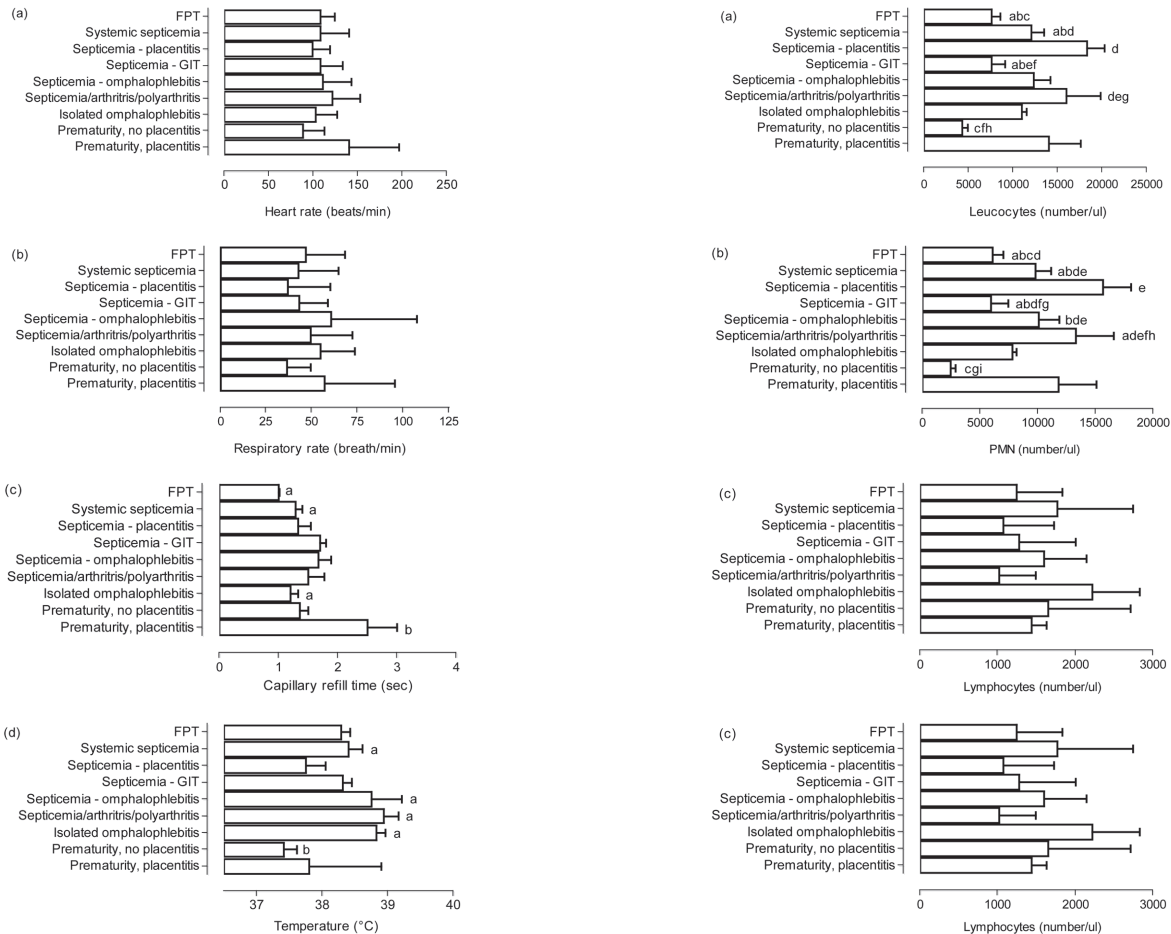 (a)
FPT
Systemic septicemia
Septicemia - placentitis
Septicemia - GIT
Septicemia - omphalophlebitis
Septicemia/arthritris/polyarthritis
Isolated omphalophlebitis
Prematurity, no placentitis
Prematurity, placentitis
0 50 100 150 200 250
Heart rate (beats/min)
(b)
FPT
Systemic septicemia
Septicemia - placentitis
Septicemia - GIT
Septicemia - omphalophlebitis
Septicemia/arthritris/polyarthritis
Isolated omphalophlebitis
Prematurity, no placentitis
Prematurity, placentitis
0 25 50 75 100 125
Respiratory rate (breath/min)
(c)
FPT a
Systemic septicemia a
Septicemia - placentitis
Septicemia - GIT
Septicemia - omphalophlebitis
Septicemia/arthritris/polyarthritis
Isolated omphalophlebitis a
Prematurity, no placentitis
Prematurity, placentitis b
0 1 2 3 4
Capillary refill time (sec)
(d)
FPT
Systemic septicemia a
Septicemia - placentitis
Septicemia - GIT
Septicemia - omphalophlebitis a
Septicemia/arthritris/polyarthritis a
Isolated omphalophlebitis a
Prematurity, no placentitis b
Prematurity, placentitis
37 38 39 40
Temperature (°C)
(a)
FPT abc
Systemic septicemia abd
Septicemia - placentitis d
Septicemia - GIT abef
Septicemia - omphalophlebitis
Septicemia/arthritris/polyarthritis deg
Isolated omphalophlebitis
Prematurity, no placentitis cfh
Prematurity, placentitis
0 5000 10000 15000 20000 25000
Leucocytes (number/ul)
(b)
FPT abcd
Systemic septicemia abde
Septicemia - placentitis e
Septicemia - GIT abdfg
Septicemia - omphalophlebitis bde
Septicemia/arthritris/polyarthritis adefh
Isolated omphalophlebitis
Prematurity, no placentitis cgi
Prematurity, placentitis
0 5000 10000 15000 20000
PMN (number/ul)
(c)
FPT
Systemic septicemia
Septicemia - placentitis
Septicemia - GIT
Septicemia - omphalophlebitis
Septicemia/arthritris/polyarthritis
Isolated omphalophlebitis
Prematurity, no placentitis
Prematurity, placentitis
0 1000 2000 3000
Lymphocytes (number/ul)
(c)
FPT
Systemic septicemia
Septicemia - placentitis
Septicemia - GIT
Septicemia - omphalophlebitis
Septicemia/arthritris/polyarthritis
Isolated omphalophlebitis
Prematurity, no placentitis
Prematurity, placentitis
0 1000 2000 3000
Lymphocytes (number/ul)